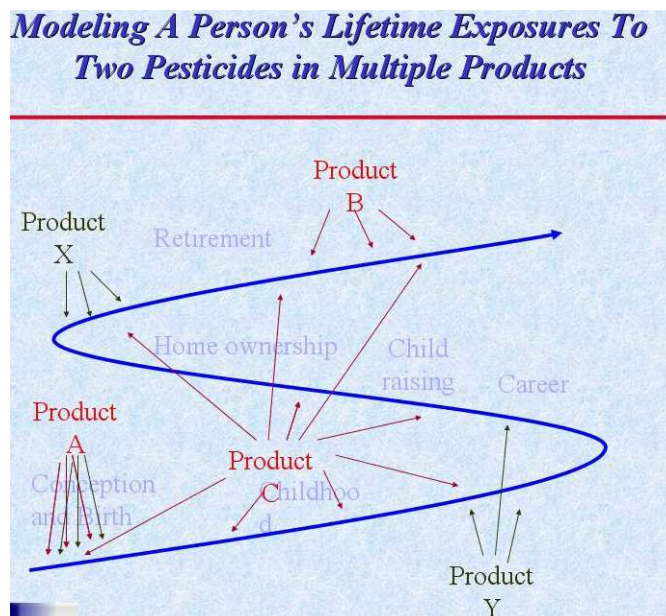 Modeling A Person's Lifetime Exposures To
Two Pesticides in Multiple Products
Product
B
Product
X
Retirement
Home ownership
Child
raising
Career
Product
A
Product
C
Conception
and Birth
Childhoo
d
Product
Y